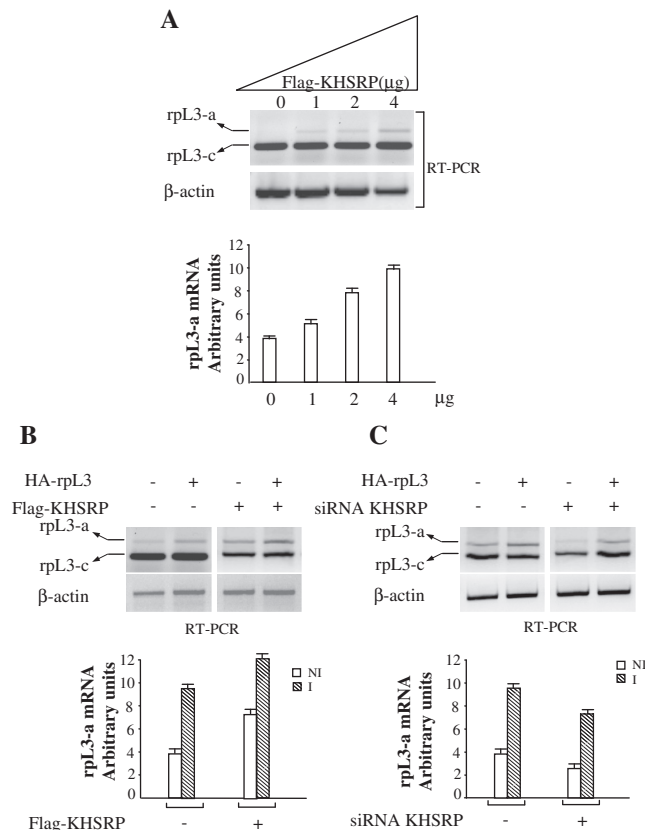 A
Flag-KHSRP(µg)
0 1 2 4
rpL3-a
rpL3-c
RT-PCR
β-actin
rpL3-a mRNA
Arbitrary units
12
10
8
6
4
2
0
0 1 2 4 µg
B
HA-rpL3 - + - +
Flag-KHSRP - - + +
rpL3-a
rpL3-c
β-actin
RT-PCR
rpL3-a mRNA
Arbitrary units
12
10
8
6
4
2
0
NI
I
Flag-KHSRP - +
C
HA-rpL3 - + - +
siRNA KHSRP - - + +
rpL3-a
rpL3-c
β-actin
RT-PCR
rpL3-a mRNA
Arbitrary units
12
10
8
6
4
2
0
NI
I
siRNA KHSRP - +